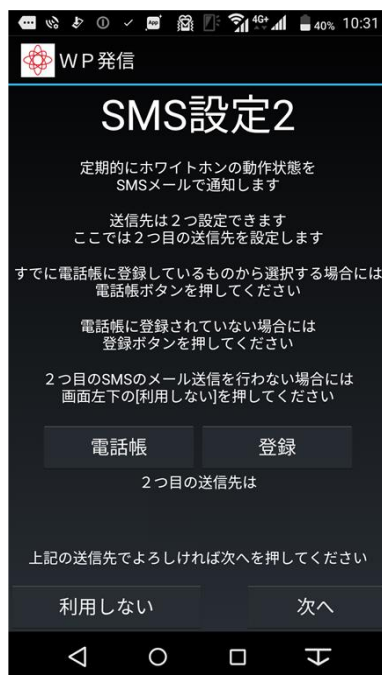 4G+
40% 10:31
WP発信
SMS設定2
定期的にホワイトホンの動作状態を
SMSメールで通知します
送信先は2つ設定できます
ここでは2つ目の送信先を設定します
すでに電話帳に登録しているものから選択する場合には
電話帳ボタンを押してください
電話帳に登録されていない場合には
登録ボタンを押してください
2つ目のSMSのメール送信を行わない場合には
画面左下の[利用しない]を押してください
電話帳 登録
2つ目の送信先は
上記の送信先でよろしければ次へを押してください
利用しない 次へ